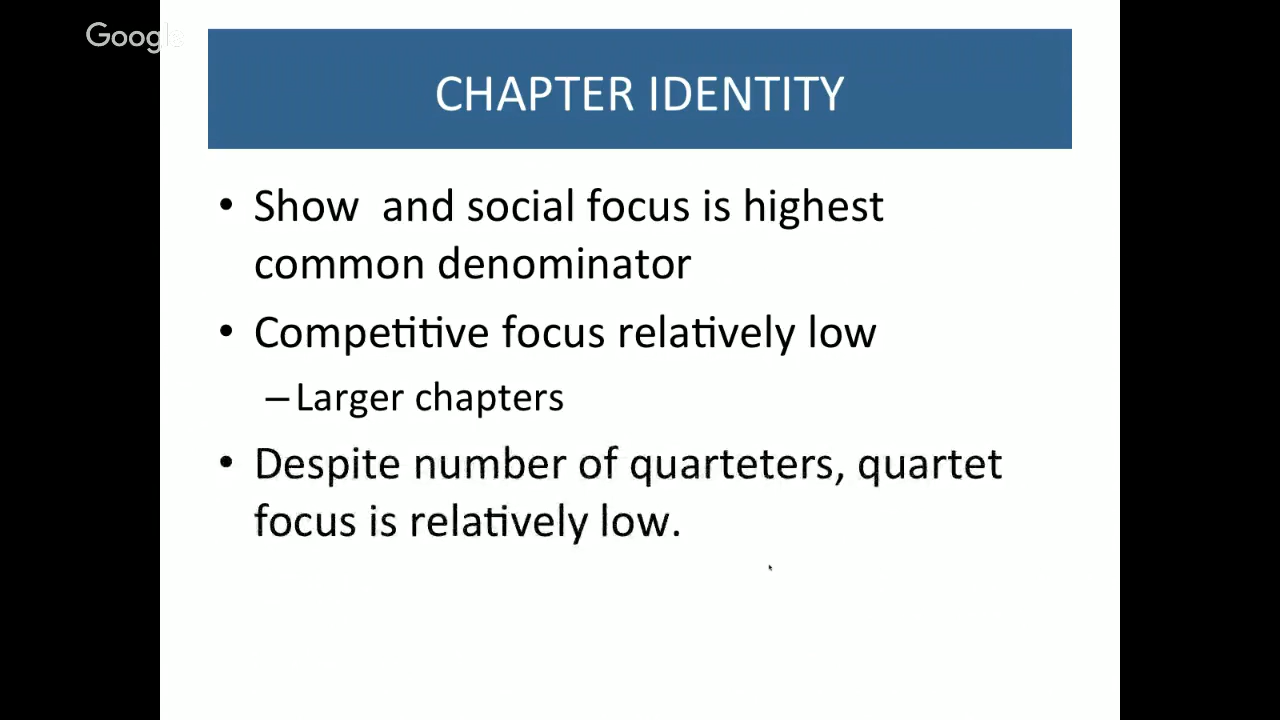 Google
CHAPTER IDENTITY
• Show  and social focus is highest
common denominator
• Competitive focus relatively low
– Larger chapters
• Despite number of quarteters, quartet
focus is relatively low.